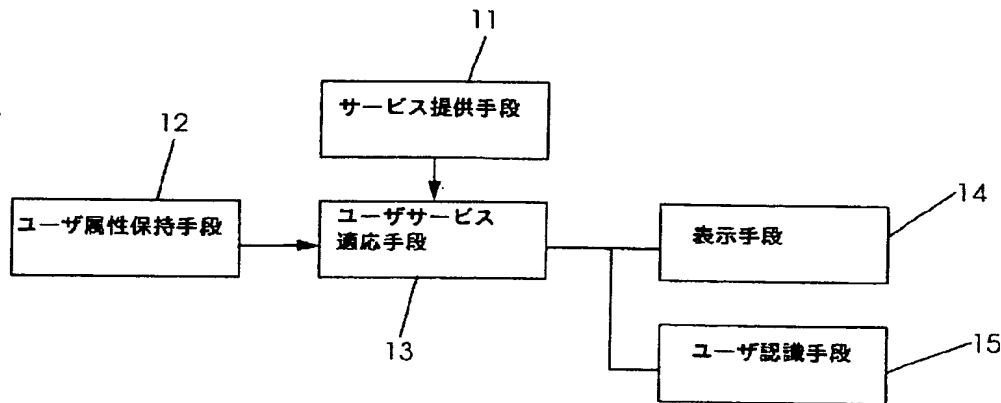 11
サービス提供手段
12
ユーザ属性保持手段
ユーザサービス
適応手段
13
表示手段
14
ユーザ認識手段
15